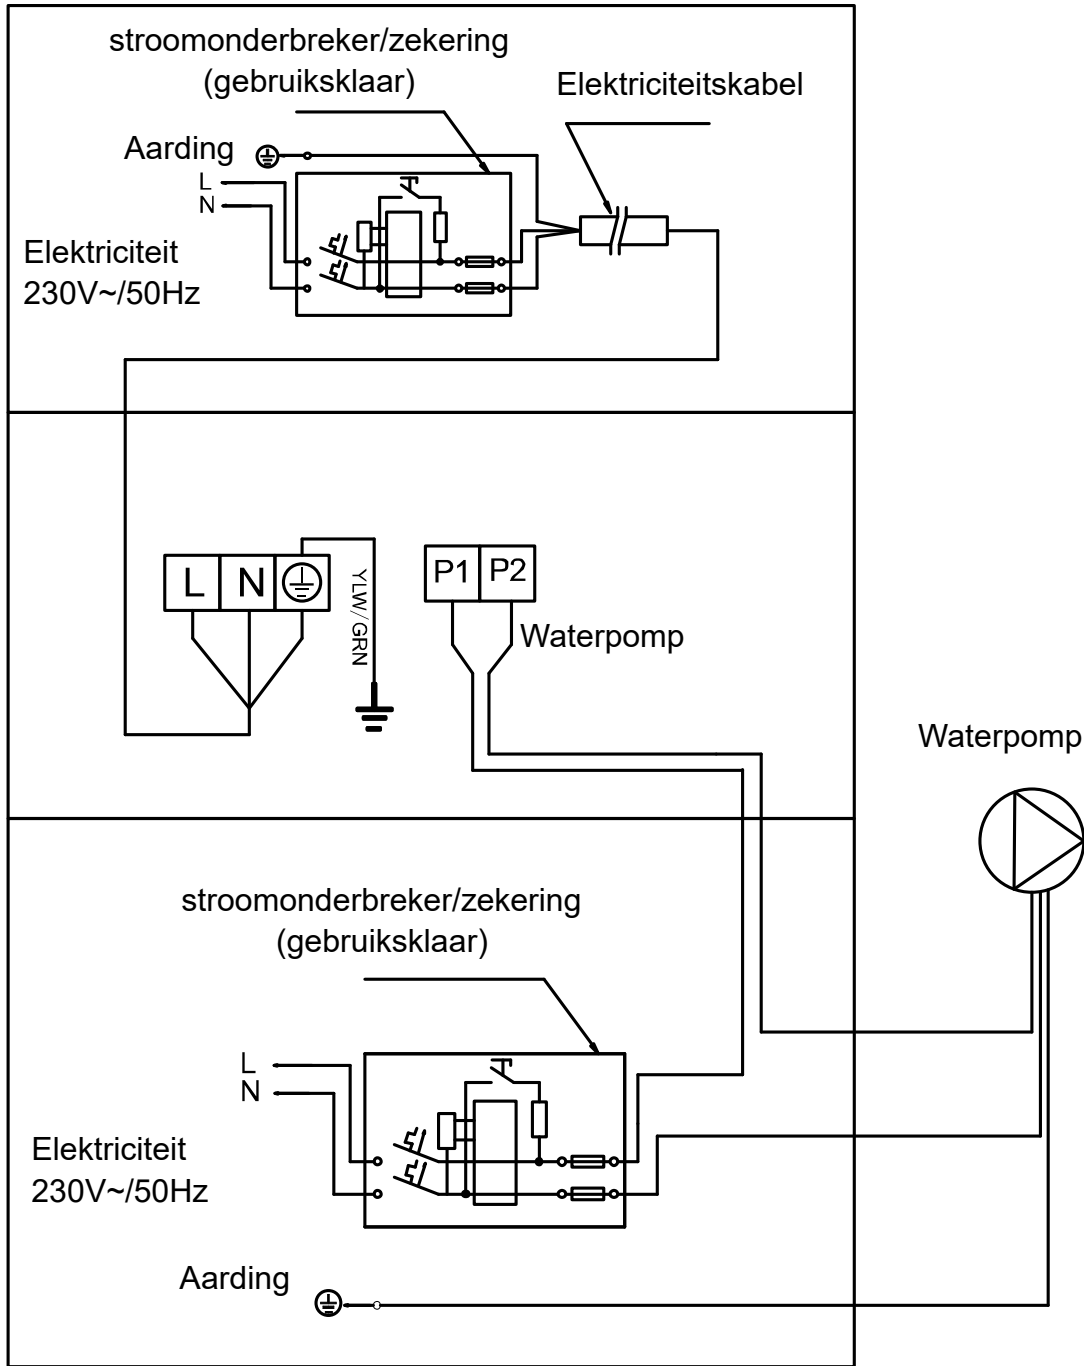 stroomonderbreker/zekering
(gebruiksklaar)
Elektriciteitskabel
Aarding
L
N
Elektriciteit
230V~/50Hz
L N
YLW/GRN
P1 P2
Waterpomp
Waterpomp
stroomonderbreker/zekering
(gebruiksklaar)
L
N
Elektriciteit
230V~/50Hz
Aarding